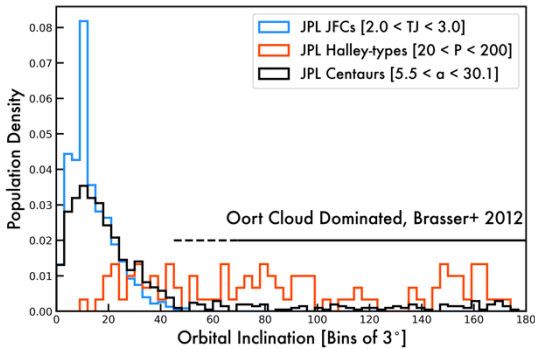 JPL JFCs [2.0 < TJ < 3.0]
JPL Halley-types [20 < P < 200]
JPL Centaurs [5.5 < a < 30.1]
Oort Cloud Dominated, Brasser+ 2012
Population Density
0.08
0.07
0.06
0.05
0.04
0.03
0.02
0.01
0.00
0 20 40 60 80 100 120 140 160 180
Orbital Inclination [Bins of 3°]